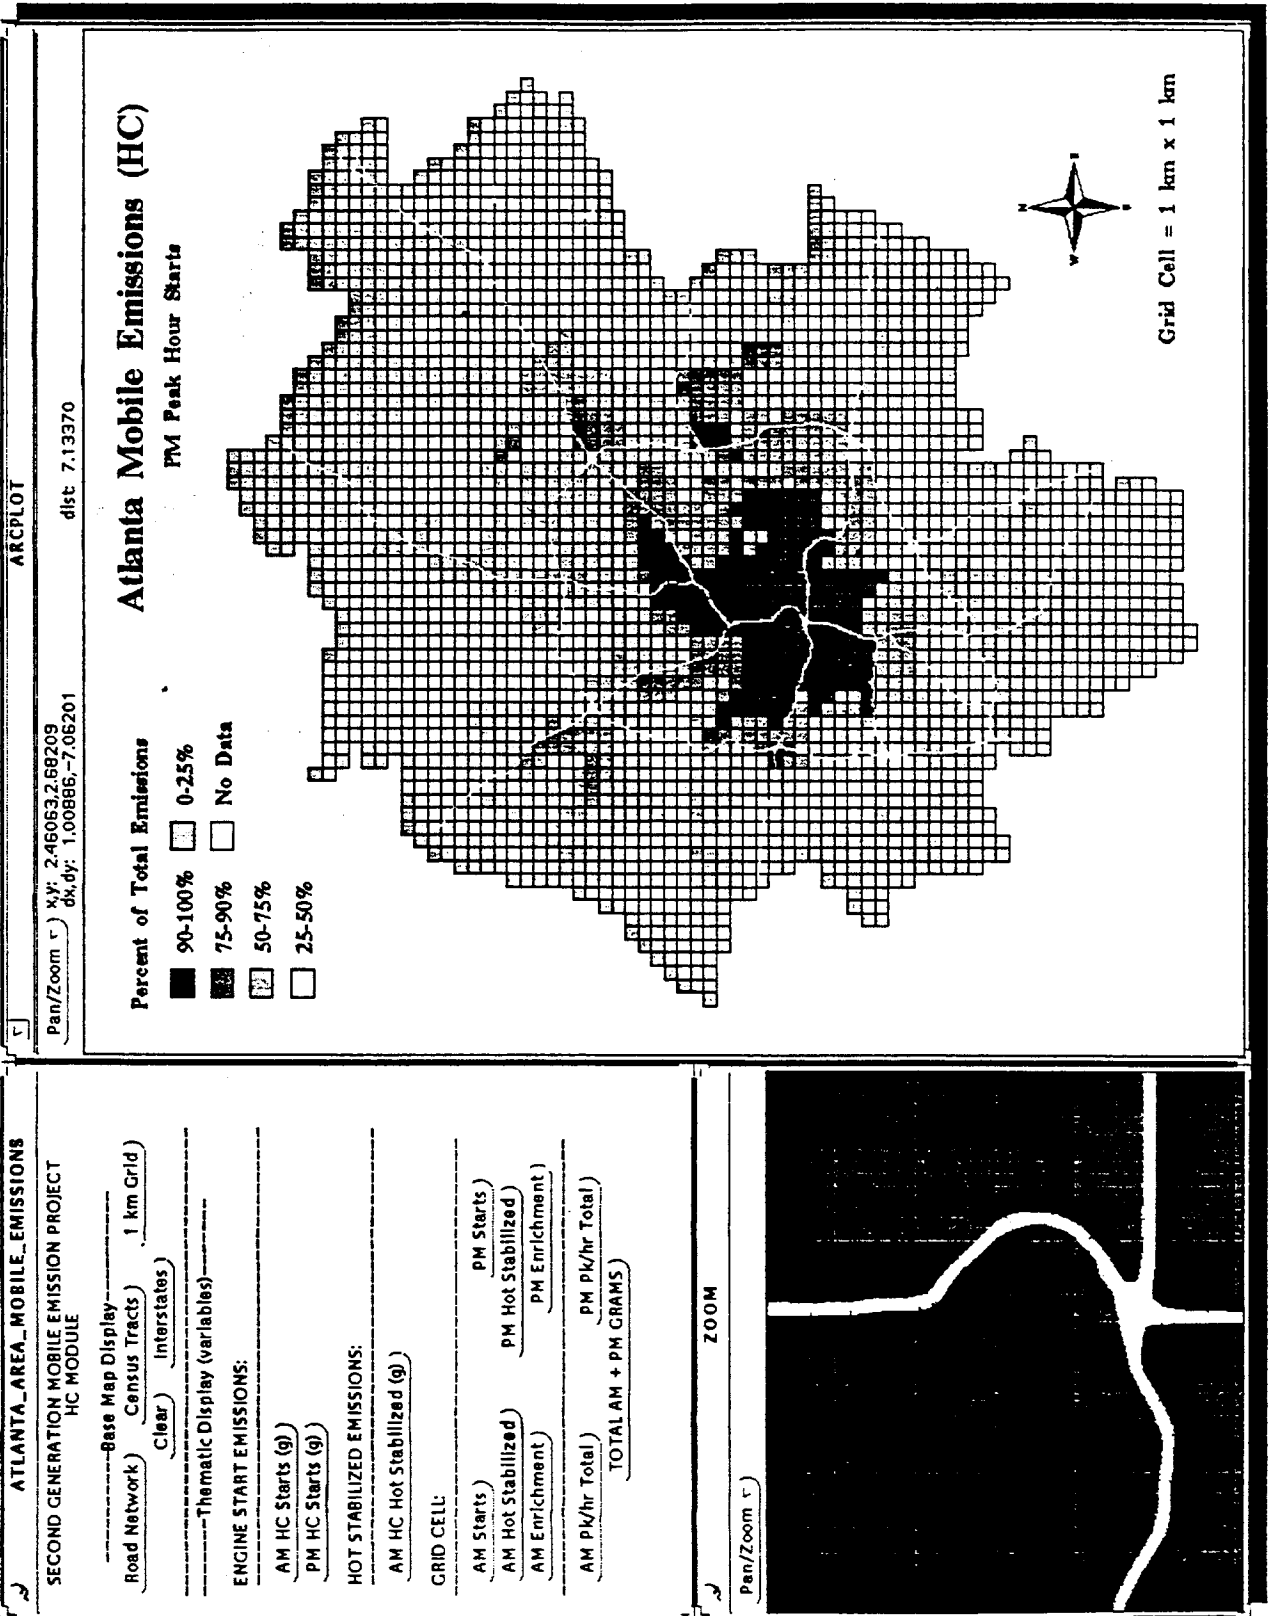 ATLANTA_AREA_MOBILE_EMISSIONS
SECOND GENERATION MOBILE EMISSION PROJECT
HC MODULE
----------Base Map Display----------
Road Network Census Tracts 1 km Grid
Clear Interstates
------Thematic Display (variables)------
ENGINE START EMISSIONS:
AM HC Starts (g)
PM HC Starts (g)
HOT STABILIZED EMISSIONS:
AM HC Hot Stabilized (g)
GRID CELL:
AM Starts PM Starts
AM Hot Stabilized PM Hot Stabilized
AM Enrichment PM Enrichment
AM Pk/hr Total PM Pk/hr Total
TOTAL AM + PM GRAMS
ZOOM
Pan/Zoom
ARCPLOT
Pan/Zoom x,y: 2.46063,2.68209
dx,dy: 1.00886,-7.06201 dist: 7.13370
Atlanta Mobile Emissions (HC)
PM Peak Hour Starts
Percent of Total Emissions
90-100% 0-25%
75-90% No Data
50-75%
25-50%
N
W E
Grid Cell = 1 km x 1 km